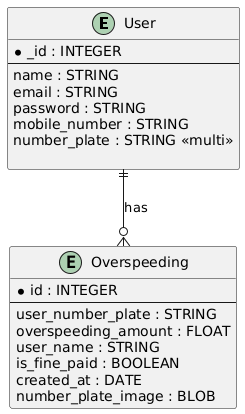 E User
* _id : INTEGER
name : STRING
email : STRING
password : STRING
mobile_number : STRING
number_plate : STRING «multi»
has
E Overspeeding
* id : INTEGER
user_number_plate : STRING
overspeeding_amount : FLOAT
user_name : STRING
is_fine_paid : BOOLEAN
created_at : DATE
number_plate_image : BLOB